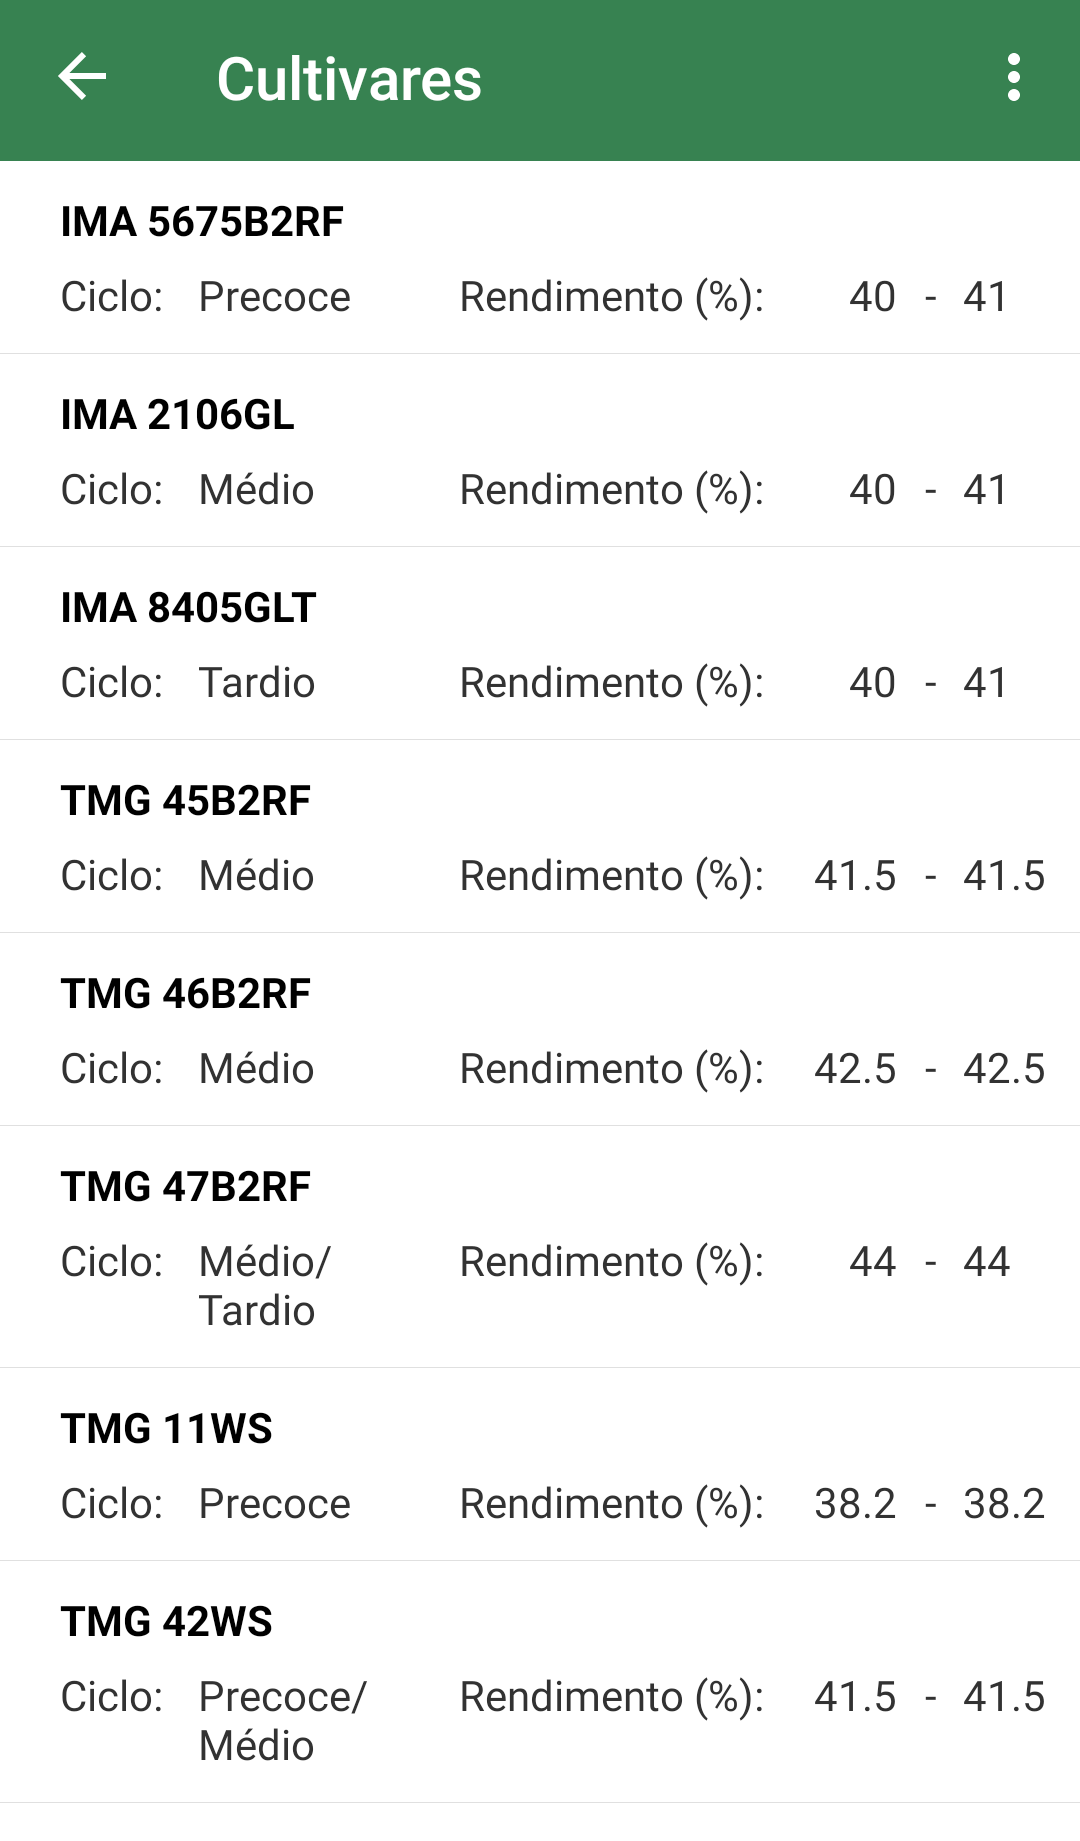 Cultivares
IMA 5675B2RF
Ciclo: Precoce Rendimento (%): 40 - 41
IMA 2106GL
Ciclo: Médio Rendimento (%): 40 - 41
IMA 8405GLT
Ciclo: Tardio Rendimento (%): 40 - 41
TMG 45B2RF
Ciclo: Médio Rendimento (%): 41.5 - 41.5
TMG 46B2RF
Ciclo: Médio Rendimento (%): 42.5 - 42.5
TMG 47B2RF
Ciclo: Médio/ Rendimento (%): 44 - 44
Tardio
TMG 11WS
Ciclo: Precoce Rendimento (%): 38.2 - 38.2
TMG 42WS
Ciclo: Precoce/ Rendimento (%): 41.5 - 41.5
Médio